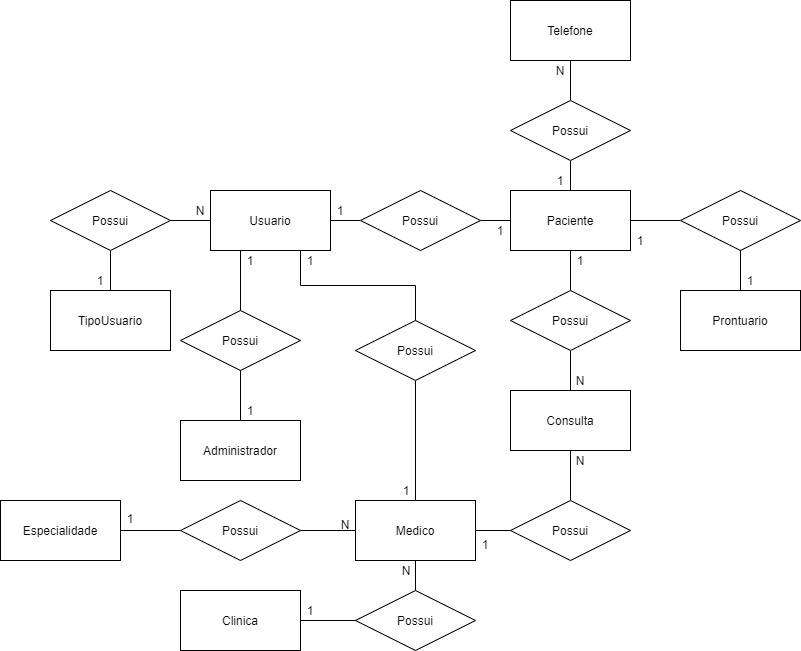 Telefone
N
Possui
1
Possui
N
Usuario
1
Possui
1
Paciente
1
Possui
1
TipoUsuario
1
1
1
1
Prontuario
Possui
Possui
Possui
N
Consulta
N
1
Administrador
1
Especialidade
1
Possui
N
Medico
1
Possui
N
Clinica
1
Possui